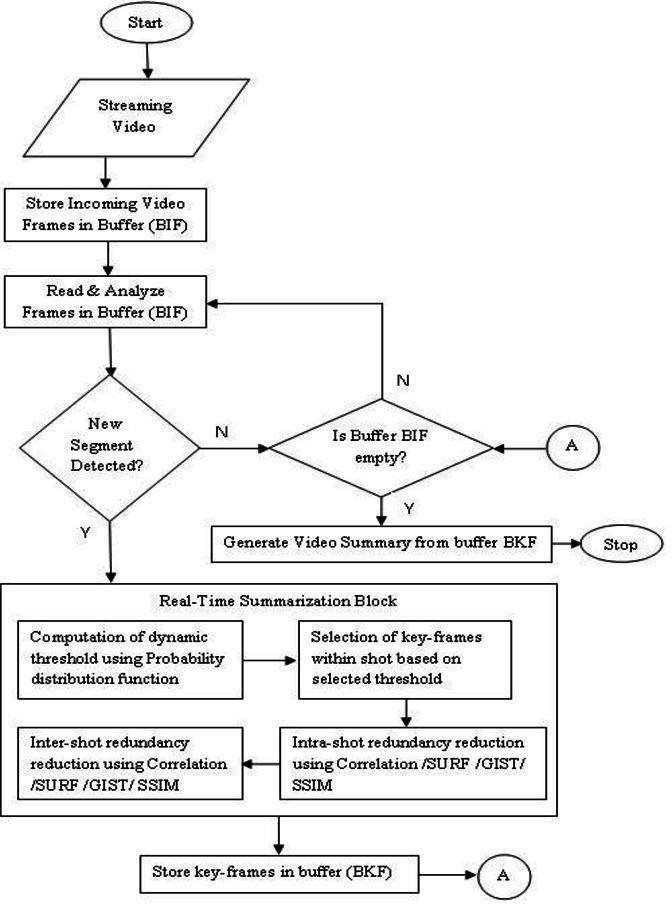 Start
Streaming
Video
Store Incoming Video
Frames in Buffer (BIF)
Read & Analyze
Frames in Buffer (BIF)
N
New
Segment
Detected?
N
Is Buffer BIF
empty?
A
Y
Y
Generate Video Summary from buffer BKF
Stop
Real-Time Summarization Block
Computation of dynamic
threshold using Probability
distribution function
Selection of key-frames
within shot based on
selected threshold
Inter-shot redundancy
reduction using Correlation
/SURF /GIST/ SSIM
Intra-shot redundancy reduction
using Correlation /SURF /GIST/
SSIM
Store key-frames in buffer (BKF)
A